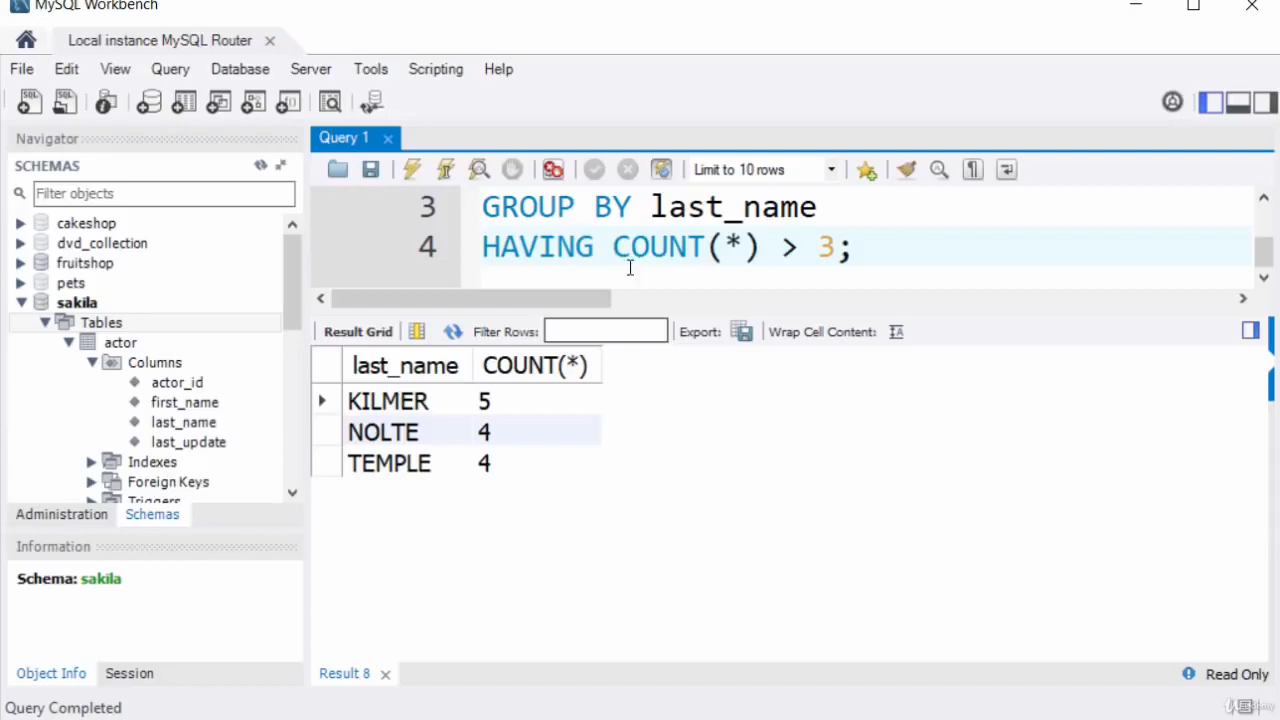 MySQL Workbench
Local instance MySQL Router
File Edit View Query Database Server Tools Scripting Help
Navigator
SCHEMAS
Filter objects
cakeshop
dvd_collection
fruitshop
pets
sakila
Tables
actor
Columns
actor_id
first_name
last_name
last_update
Indexes
Foreign Keys
Triggers
Administration Schemas
Information
Schema: sakila
Object Info Session
Query Completed
Query 1
Limit to 10 rows
3 GROUP BY last_name
4 HAVING COUNT(*) > 3;
Result Grid Filter Rows: Export: Wrap Cell Content:
last_name COUNT(*)
KILMER 5
NOLTE 4
TEMPLE 4
Result 8
Read Only